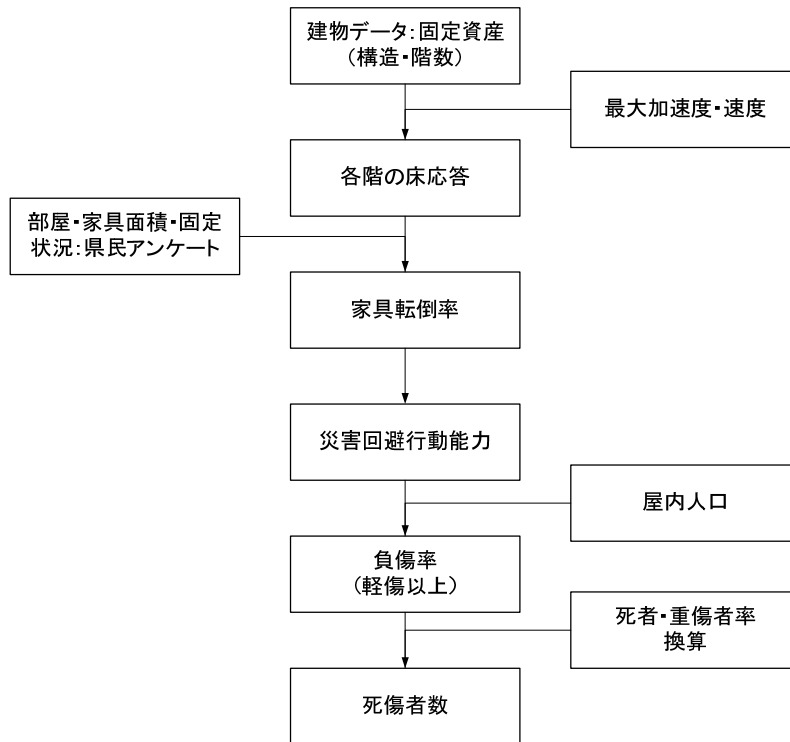 建物データ:固定資産
(構造・階数)
最大加速度・速度
各階の床応答
部屋・家具面積・固定
状況:県民アンケート
家具転倒率
災害回避行動能力
屋内人口
負傷率
(軽傷以上)
死者・重傷者率
換算
死傷者数